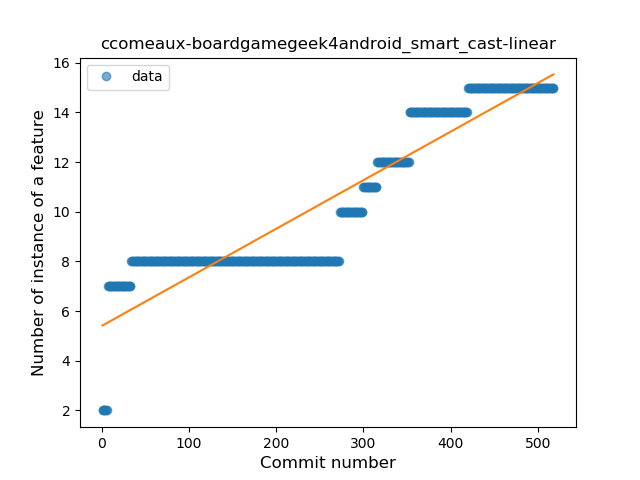 ccomeaux-boardgamegeek4android_smart_cast-linear
data
Number of instance of a feature
16
14
12
10
8
6
4
2
0 100 200 300 400 500
Commit number